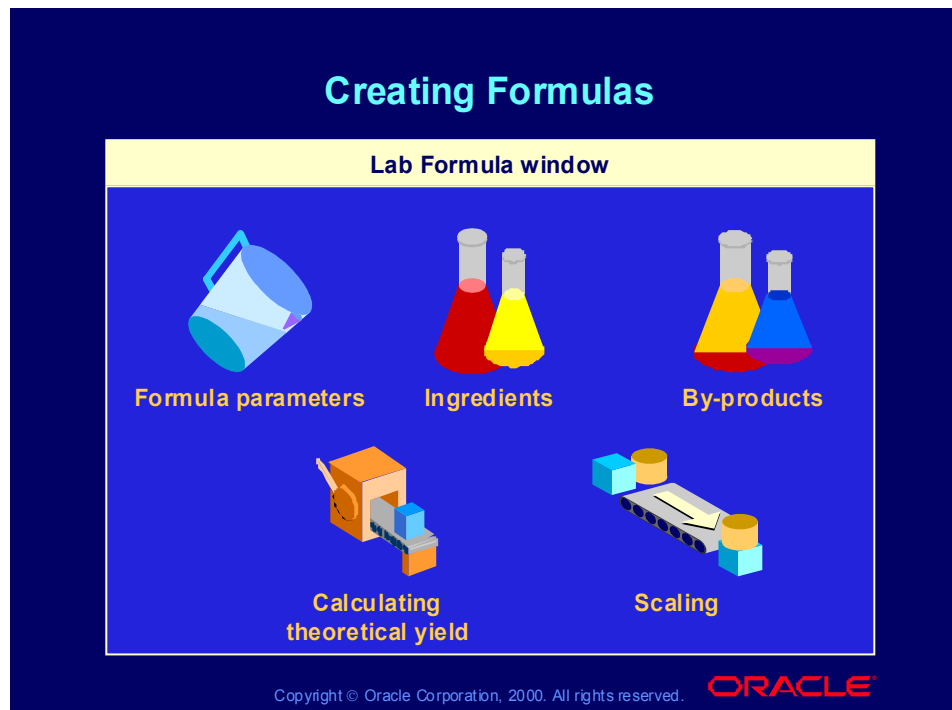 Creating Formulas
Lab Formula window
Formula parameters
Ingredients
By-products
Calculating
theoretical yield
Scaling
Copyright © Oracle Corporation, 2000. All rights reserved.
ORACLE®